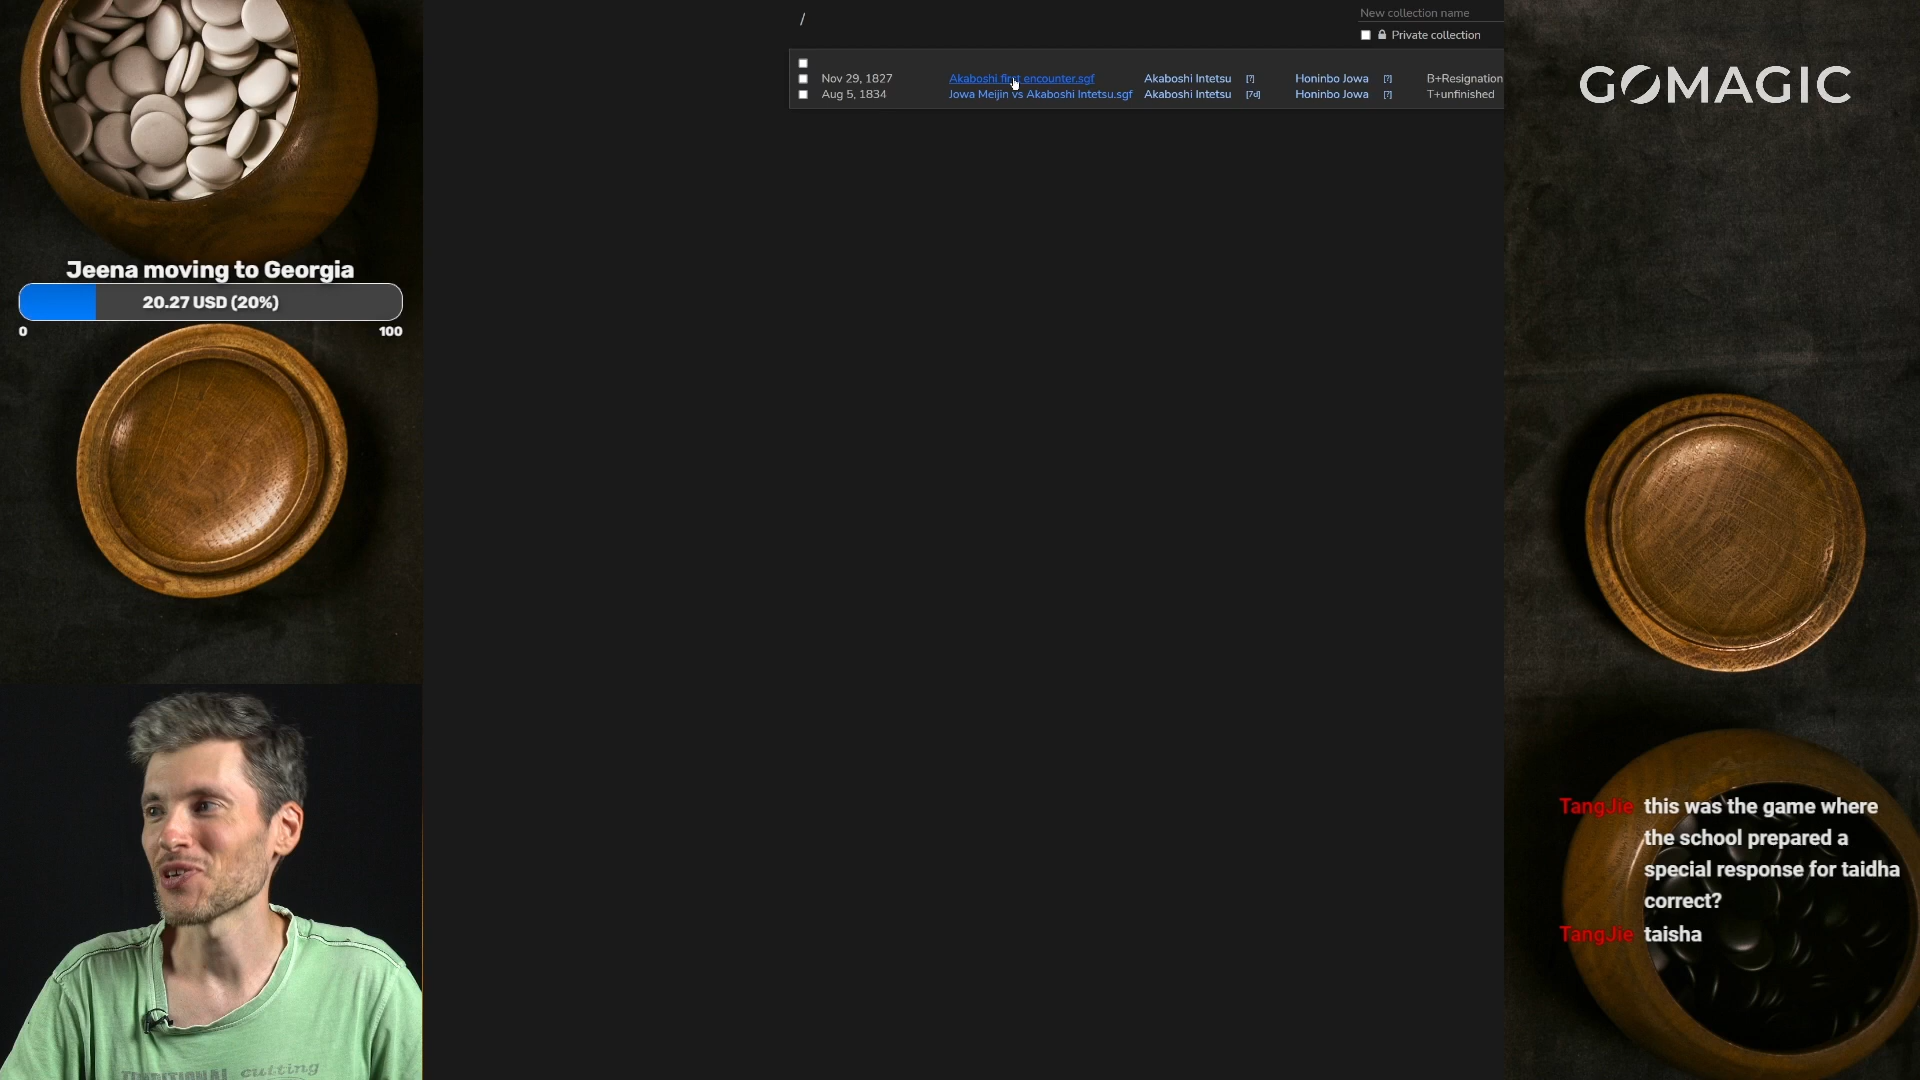 /
New collection name
Private collection
Nov 29, 1827 Akaboshi first encounter.sgf Akaboshi Intetsu [?] Honinbo Jowa [?] B+Resignation
Aug 5, 1834 Jowa Meijin vs Akaboshi Intetsu.sgf Akaboshi Intetsu [7d] Honinbo Jowa [?] T+unfinished
GOMAGIC
Jeena moving to Georgia
20.27 USD (20%)
0 100
TangJie this was the game where
the school prepared a
special response for taidha
correct?
TangJie taisha
cutting
TRADITIONAL